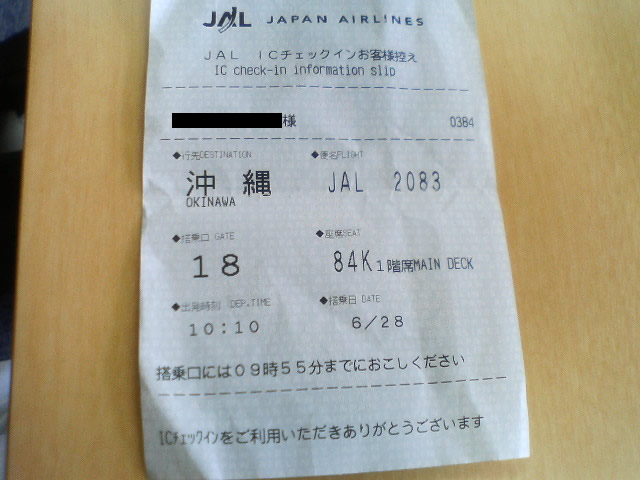 JAL JAPAN AIRLINES
JAL ICチェックインお客様控え
IC check-in information slip
様 0384
◆行先DESTINATION ◆便名FLIGHT
沖 縄 JAL 2083
OKINAWA
◆搭乗口 GATE ◆座席SEAT
18 84K1階席MAIN DECK
◆出発時刻 DEP.TIME ◆搭乗日 DATE
10:10 6/28
搭乗口には09時55分までにおこしください
ICチェックインをご利用いただきありがとうございます